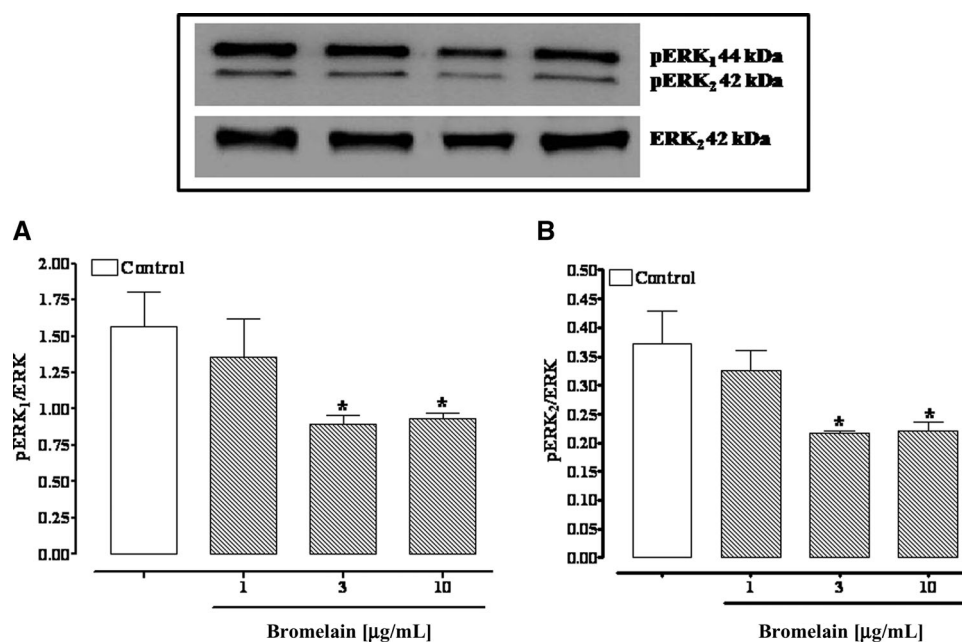 pERK₁ 44 kDa
pERK₂ 42 kDa
ERK₂ 42 kDa
A
2.00
1.75
1.50
1.25
1.00
0.75
0.50
0.25
0.00
pERK₁/ERK
Control
*
*
1
3
10
Bromelain [µg/mL]
B
0.50
0.45
0.40
0.35
0.30
0.25
0.20
0.15
0.10
0.05
0.00
pERK₂/ERK
Control
*
*
1
3
10
Bromelain [µg/mL]